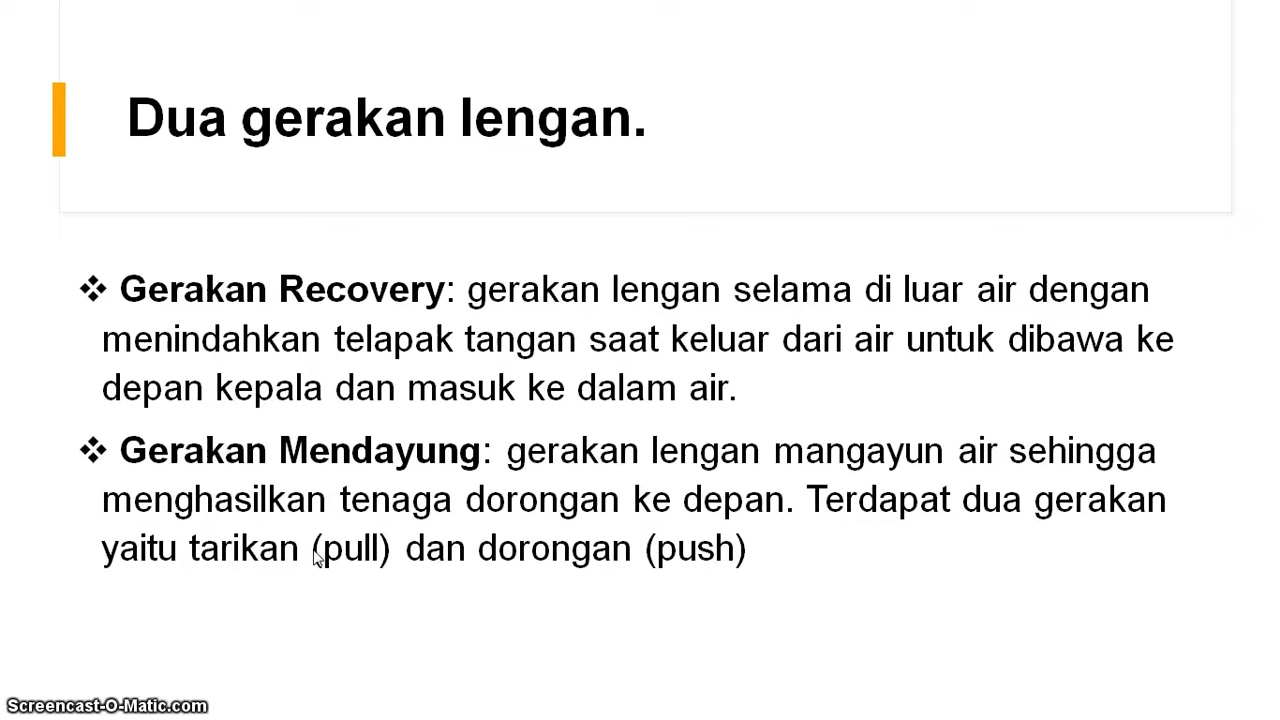 Dua gerakan lengan.
❖ Gerakan Recovery: gerakan lengan selama di luar air dengan
menindahkan telapak tangan saat keluar dari air untuk dibawa ke
depan kepala dan masuk ke dalam air.
❖ Gerakan Mendayung: gerakan lengan mangayun air sehingga
menghasilkan tenaga dorongan ke depan. Terdapat dua gerakan
yaitu tarikan (pull) dan dorongan (push)
Screencast-O-Matic.com